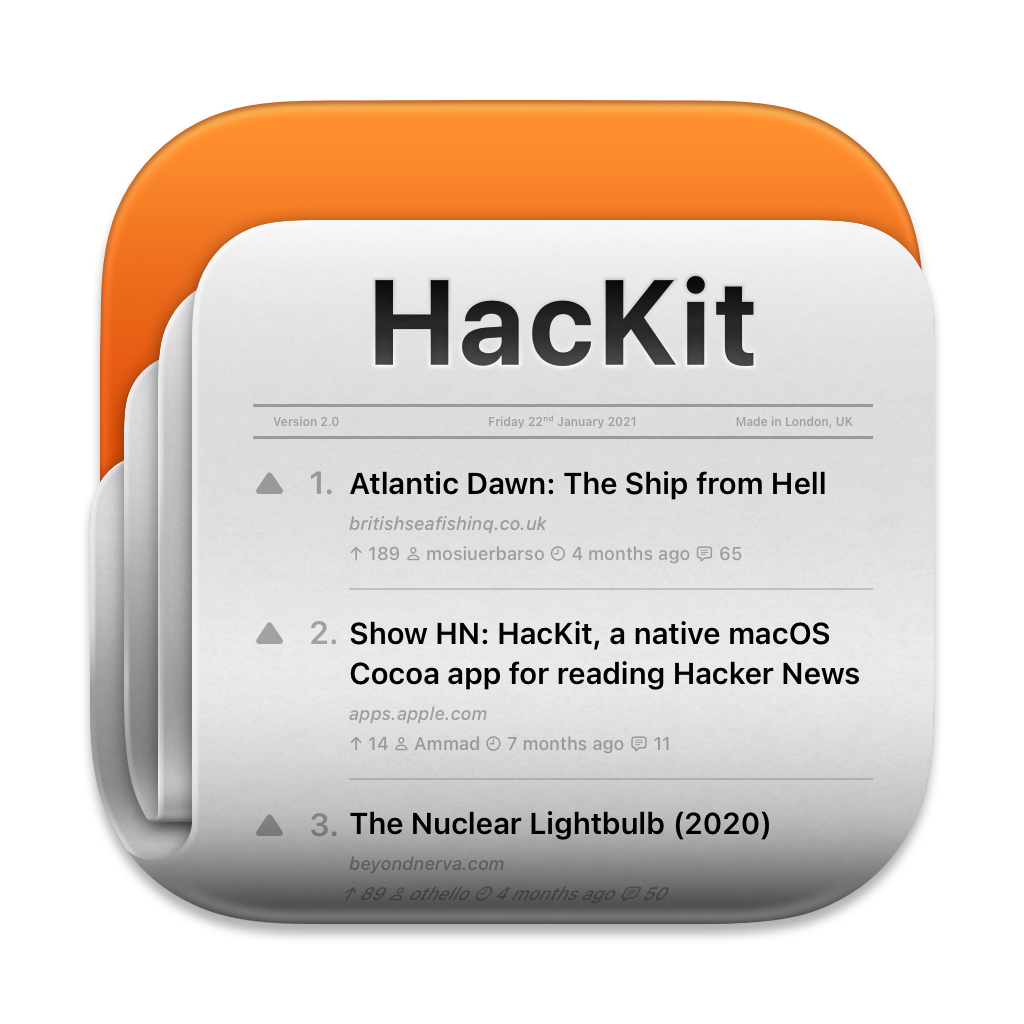 HacKit
Version 2.0 Friday 22nd January 2021 Made in London, UK
1. Atlantic Dawn: The Ship from Hell
britishseafishinq.co.uk
↑ 189 mosiuerbarso 4 months ago 65
2. Show HN: HacKit, a native macOS
Cocoa app for reading Hacker News
apps.apple.com
↑ 14 Ammad 7 months ago 11
3. The Nuclear Lightbulb (2020)
beyondnerva.com
↑ 89 othello 4 months ago 50